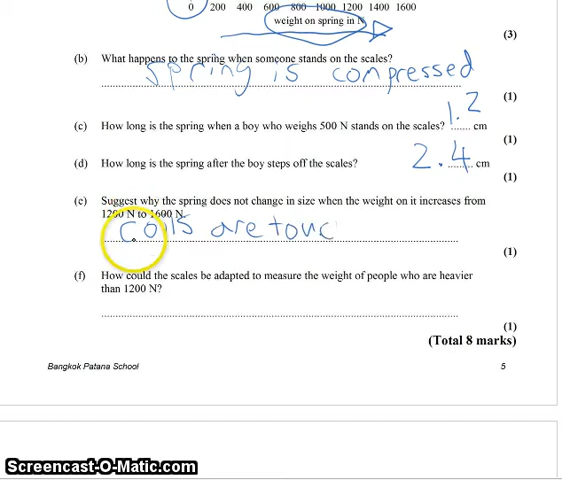 0 200 400 600 800 1000 1200 1400 1600
weight on spring in N
(3)
(b) What happens to the spring when someone stands on the scales?
spring is compressed
(1)
1.2
(c) How long is the spring when a boy who weighs 500 N stands on the scales? ....... cm
(1)
(d) How long is the spring after the boy steps off the scales? 2.4 cm
(1)
(e) Suggest why the spring does not change in size when the weight on it increases from
1200 N to 1600 N.
coils are touc
(1)
(f) How could the scales be adapted to measure the weight of people who are heavier
than 1200 N?
(1)
(Total 8 marks)
Bangkok Patana School 5
Screencast-O-Matic.com